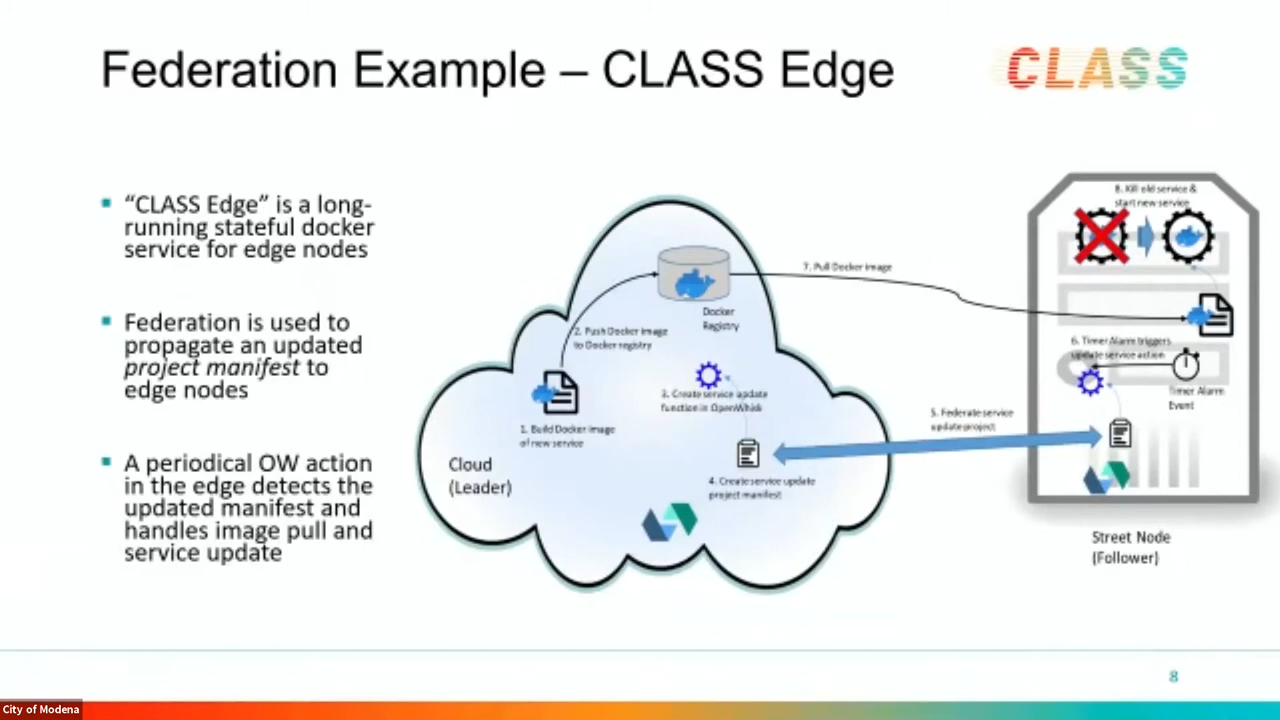 Federation Example – CLASS Edge
CLASS
“CLASS Edge” is a long-
running stateful docker
service for edge nodes
Federation is used to
propagate an updated
project manifest to
edge nodes
A periodical OW action
in the edge detects the
updated manifest and
handles image pull and
service update
Cloud
(Leader)
1. Build Docker image
of new service
2. Push Docker image
to Docker registry
Docker
Registry
3. Create service update
function in OpenWhisk
4. Create service update
project manifest
5. Federate service
update project
6. Timer Alarm triggers
update service action
Timer Alarm
Event
7. Pull Docker image
8. Kill old service &
start new service
Street Node
(Follower)
8
City of Modena